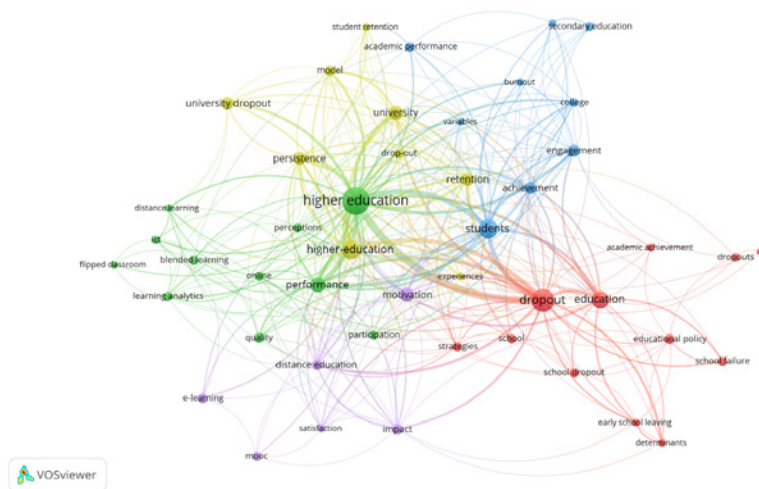 student retention
secondary education
academic performance
model
burnout
university dropout
college
university
variables
drop-out
engagement
persistence
retention
achievement
higher education
distance learning
perceptions
students
ict
higher-education
academic achievement
flipped classroom
blended learning
dropouts
online
experiences
performance
learning analytics
motivation
dropout
education
quality
participation
school
educational policy
strategies
distance education
school failure
school dropout
e-learning
early school leaving
satisfaction
impact
determinants
mooc
VOSviewer